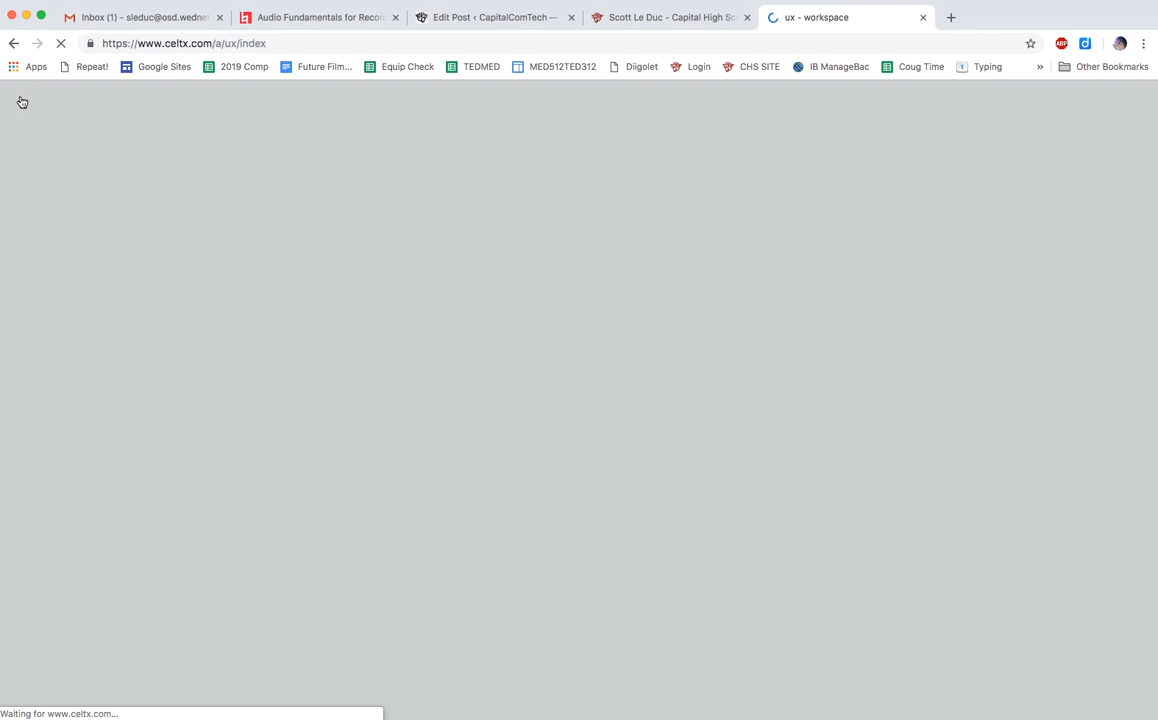 Inbox (1) - sleduc@osd.wednet
Audio Fundamentals for Recor
Edit Post ‹ CapitalComTech —
Scott Le Duc - Capital High Sc
ux - workspace
https://www.celtx.com/a/ux/index
Apps Repeat! Google Sites 2019 Comp Future Film... Equip Check TEDMED MED512TED312 Diigolet Login CHS SITE IB ManageBac Coug Time Typing » Other Bookmarks
Waiting for www.celtx.com...